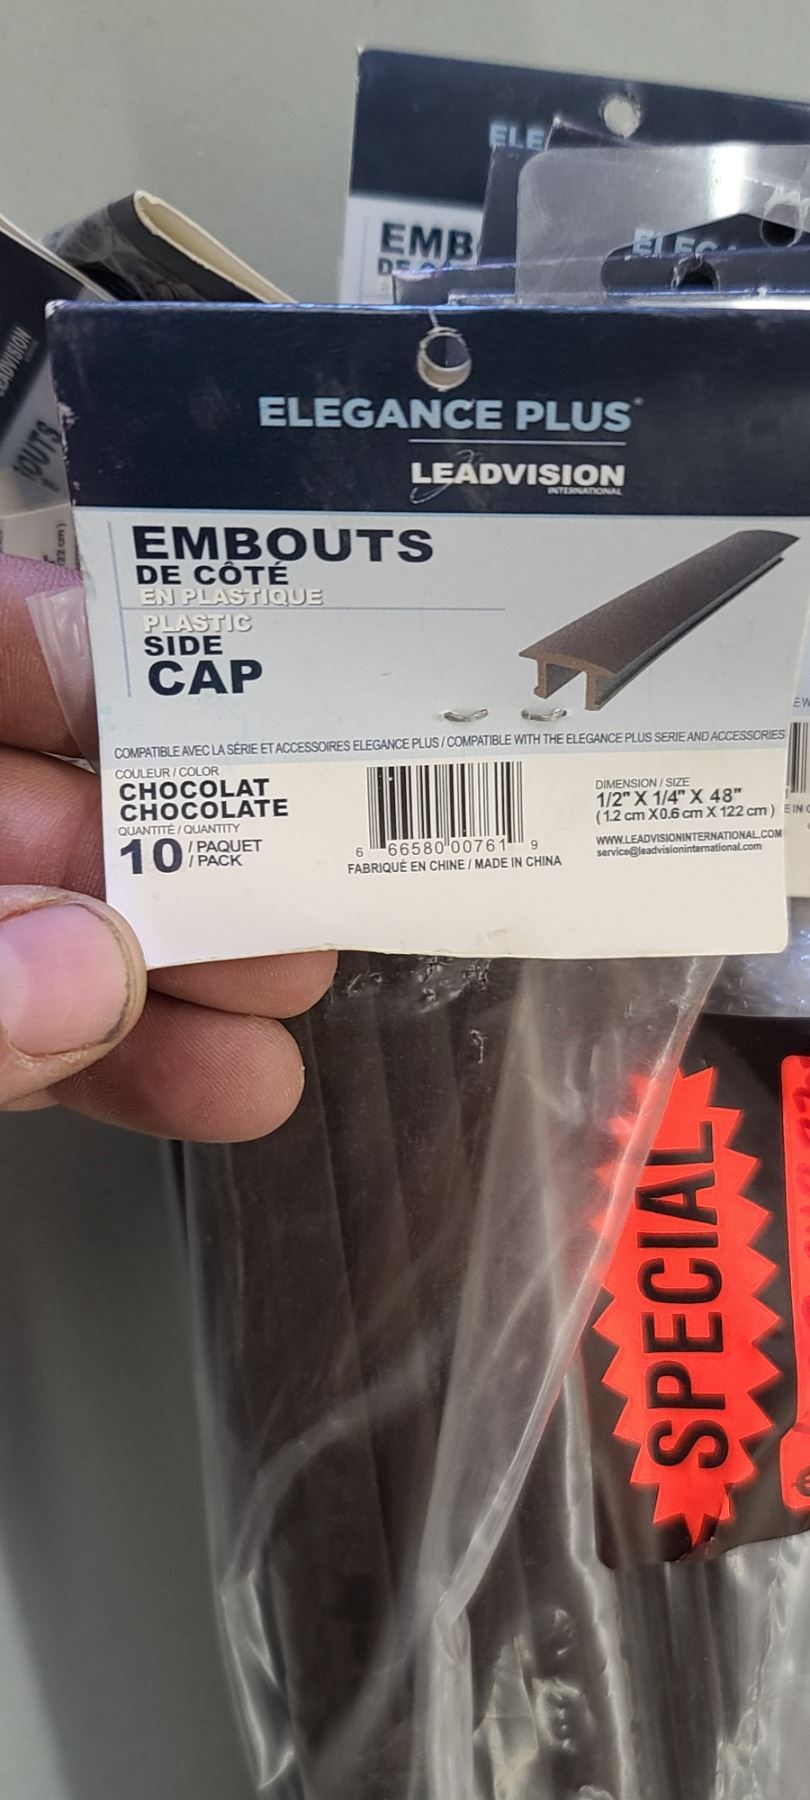 ELE
EMB
ELEGA
ELEGANCE PLUS®
LEADVISION
INTERNATIONAL
EMBOUTS
DE CÔTÉ
EN PLASTIQUE
PLASTIC
SIDE
CAP
COMPATIBLE AVEC LA SÉRIE ET ACCESSOIRES ELEGANCE PLUS / COMPATIBLE WITH THE ELEGANCE PLUS SERIE AND ACCESSORIES
COULEUR / COLOR
CHOCOLAT
CHOCOLATE
QUANTITÉ / QUANTITY
10 / PAQUET
/ PACK
6 66580 00761 9
FABRIQUÉ EN CHINE / MADE IN CHINA
DIMENSION / SIZE
1/2" X 1/4" X 48"
(1.2 cm X 0.6 cm X 122 cm)
WWW.LEADVISIONINTERNATIONAL.COM
service@leadvisioninternational.com
SPECIAL